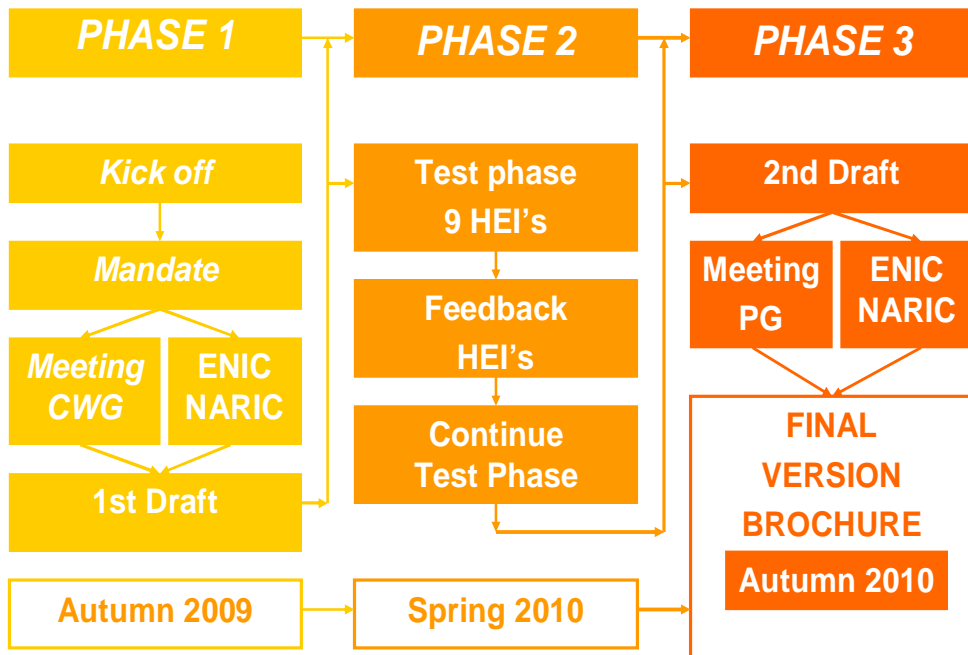 PHASE 1
Kick off
Mandate
Meeting
CWG
ENIC
NARIC
1st Draft
Autumn 2009
PHASE 2
Test phase
9 HEI's
Feedback
HEI's
Continue
Test Phase
Spring 2010
PHASE 3
2nd Draft
Meeting
PG
ENIC
NARIC
FINAL
VERSION
BROCHURE
Autumn 2010